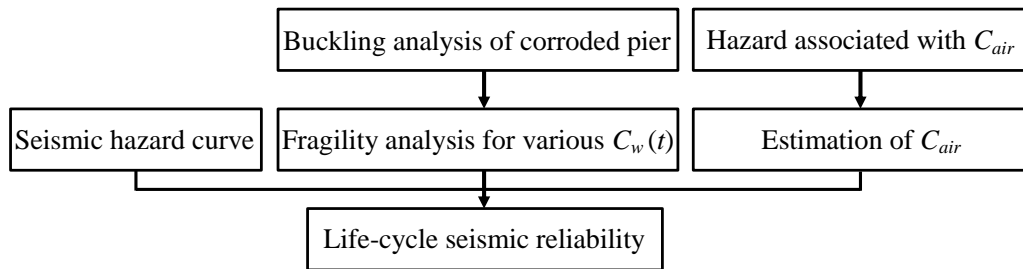 Buckling analysis of corroded pier
Hazard associated with C_air
Seismic hazard curve
Fragility analysis for various C_w(t)
Estimation of C_air
Life-cycle seismic reliability